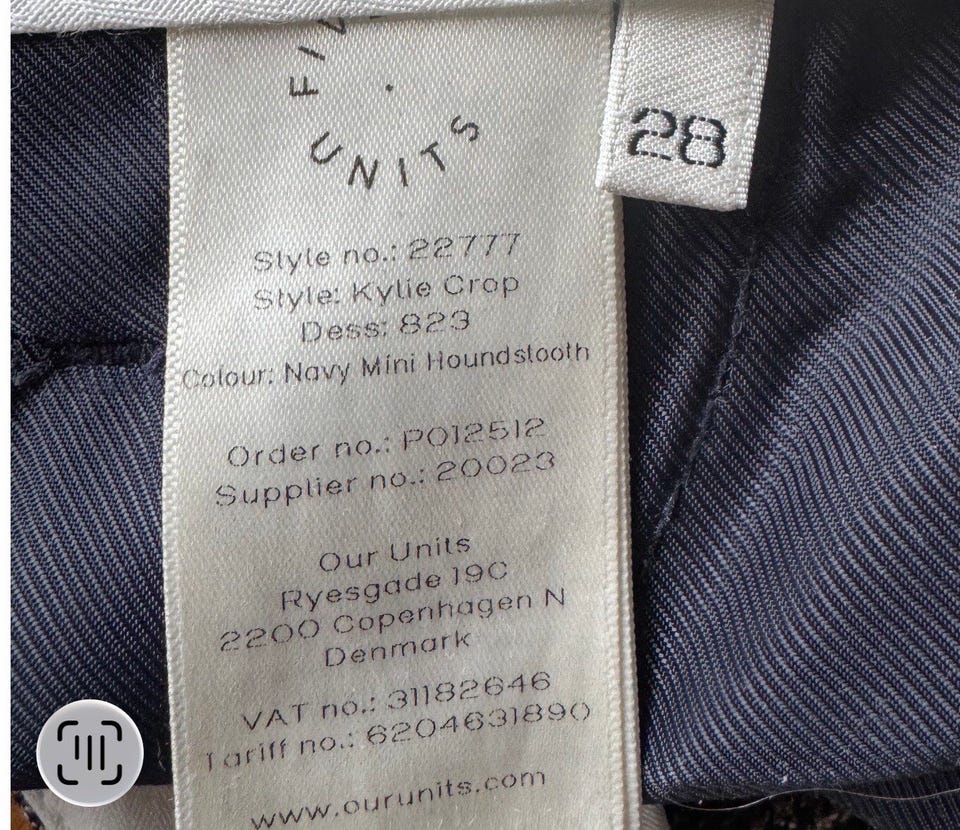 UNITS
28
Style no.: 22777
Style: Kylie Crop
Dess: 823
Colour: Navy Mini Houndstooth
Order no.: PO12512
Supplier no.: 20023
Our Units
Ryesgade 19C
2200 Copenhagen N
Denmark
VAT no.: 31182646
Tariff no.: 6204631890
www.ourunits.com